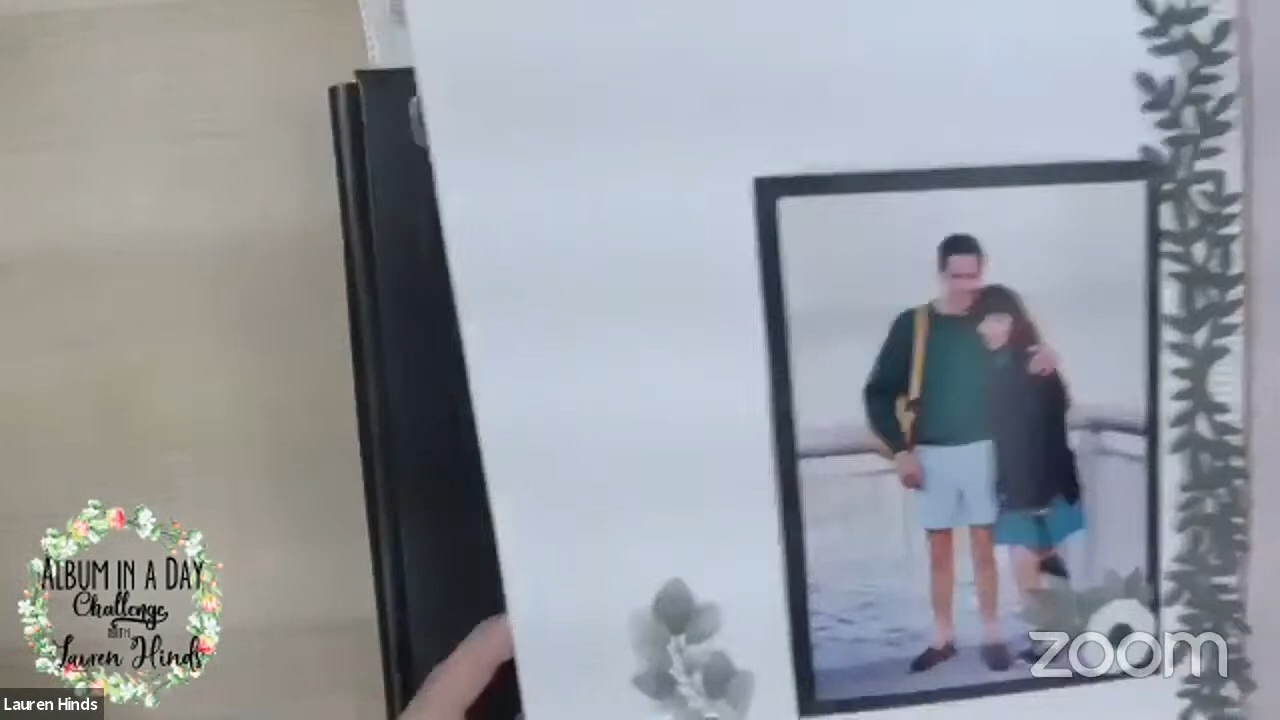 ALBUM IN A DAY
Challenge
WITH
Lauren Hinds
Lauren Hinds
zoom